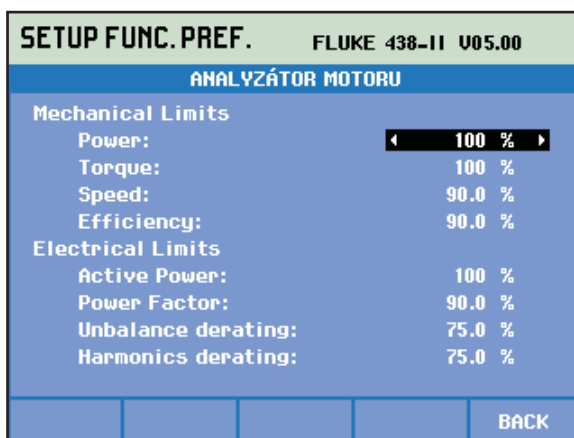 SETUP FUNC. PREF. FLUKE 438-II V05.00
ANALYZÁTOR MOTORU
Mechanical Limits
Power: 100 %
Torque: 100 %
Speed: 90.0 %
Efficiency: 90.0 %
Electrical Limits
Active Power: 100 %
Power Factor: 90.0 %
Unbalance derating: 75.0 %
Harmonics derating: 75.0 %
BACK